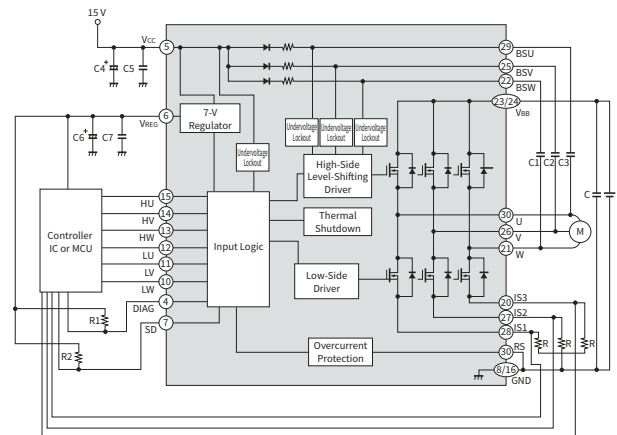 15 V
VCC
5
C4
+
C5
VREG
6
C6
+
C7
7-V
Regulator
Undervoltage
Lockout
Undervoltage
Lockout
Undervoltage
Lockout
Undervoltage
Lockout
High-Side
Level-Shifting
Driver
Thermal
Shutdown
Input Logic
Low-Side
Driver
Overcurrent
Protection
Controller
IC or MCU
15
HU
14
HV
13
HW
12
LU
11
LV
10
LW
4
DIAG
7
SD
R1
R2
29
BSU
25
BSV
22
BSW
23/24
VBB
C1
C2
C3
C
30
U
26
V
21
W
M
20
IS3
27
IS2
28
IS1
30
RS
8/16
GND
R
R
R